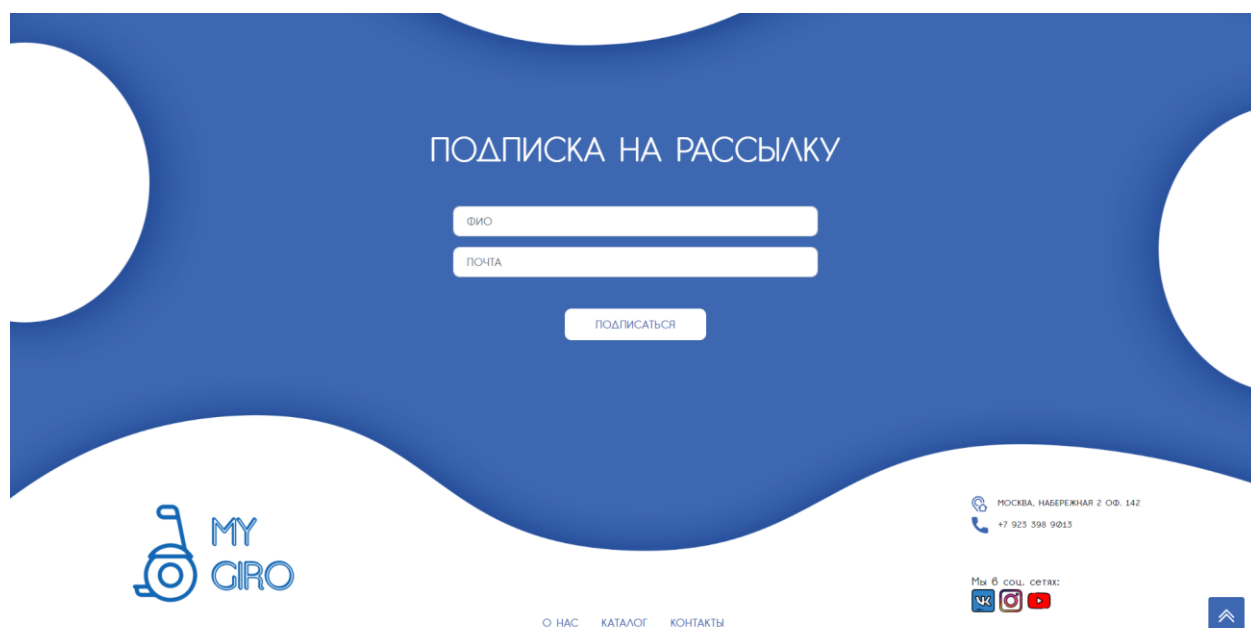 ПОДПИСКА НА РАССЫЛКУ
ФИО
ПОЧТА
ПОДПИСАТЬСЯ
MY
GIRO
МОСКВА, НАБЕРЕЖНАЯ 2 ОФ. 142
+7 923 398 9013
Мы в соц. сетях:
О НАС КАТАЛОГ КОНТАКТЫ